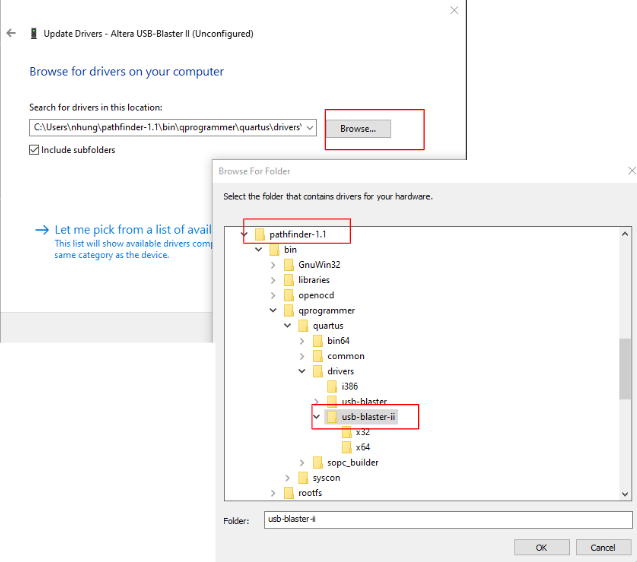 Update Drivers - Altera USB-Blaster II (Unconfigured)
Browse for drivers on your computer
Search for drivers in this location:
C:\Users\nhung\pathfinder-1.1\bin\qprogrammer\quartus\drivers\
Browse...
Include subfolders
Let me pick from a list of availa
This list will show available drivers comp
same category as the device.
Browse For Folder
Select the folder that contains drivers for your hardware.
pathfinder-1.1
bin
GnuWin32
libraries
openocd
qprogrammer
quartus
bin64
common
drivers
i386
usb-blaster
usb-blaster-ii
x32
x64
sopc_builder
syscon
rootfs
Folder:
usb-blaster-ii
OK
Cancel